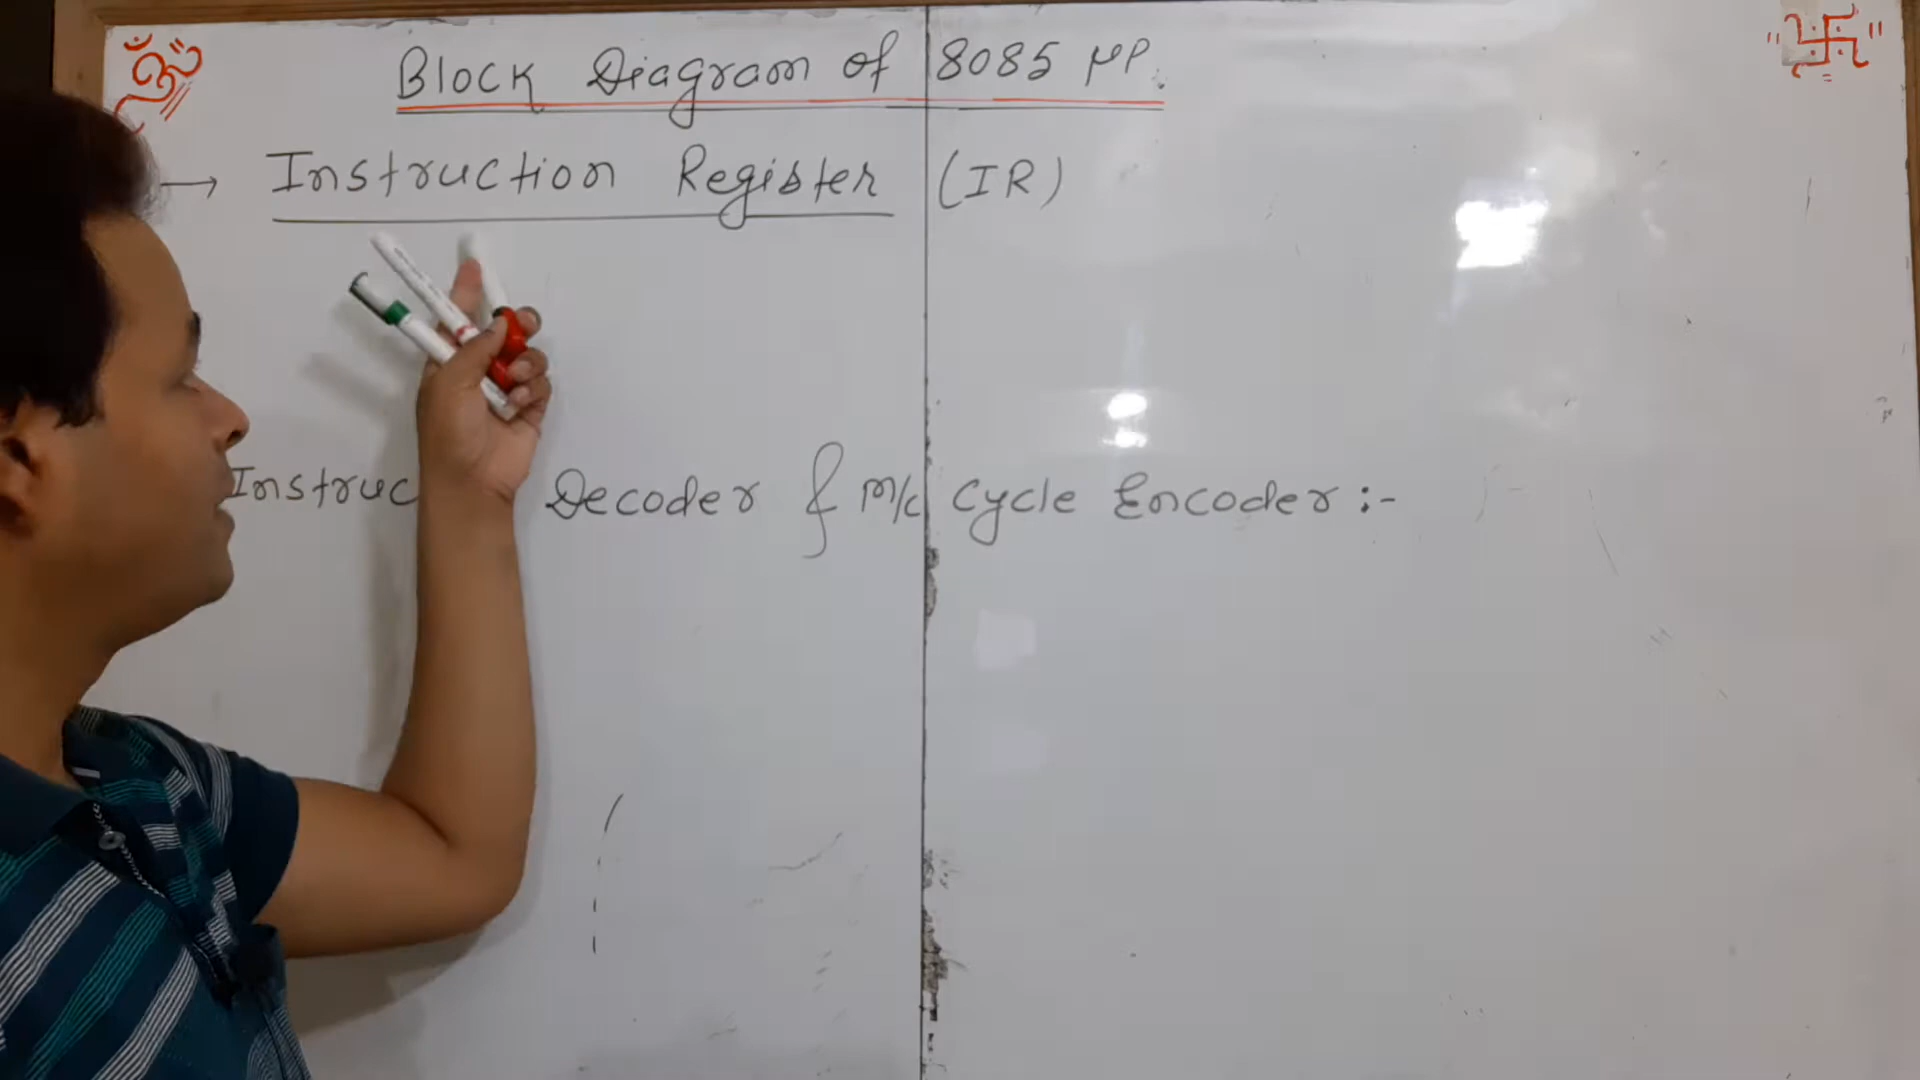 ॐ
Block Diagram of 8085 μP.
→ Instruction Register (IR)
Instruc Decoder & M/c Cycle Encoder :-